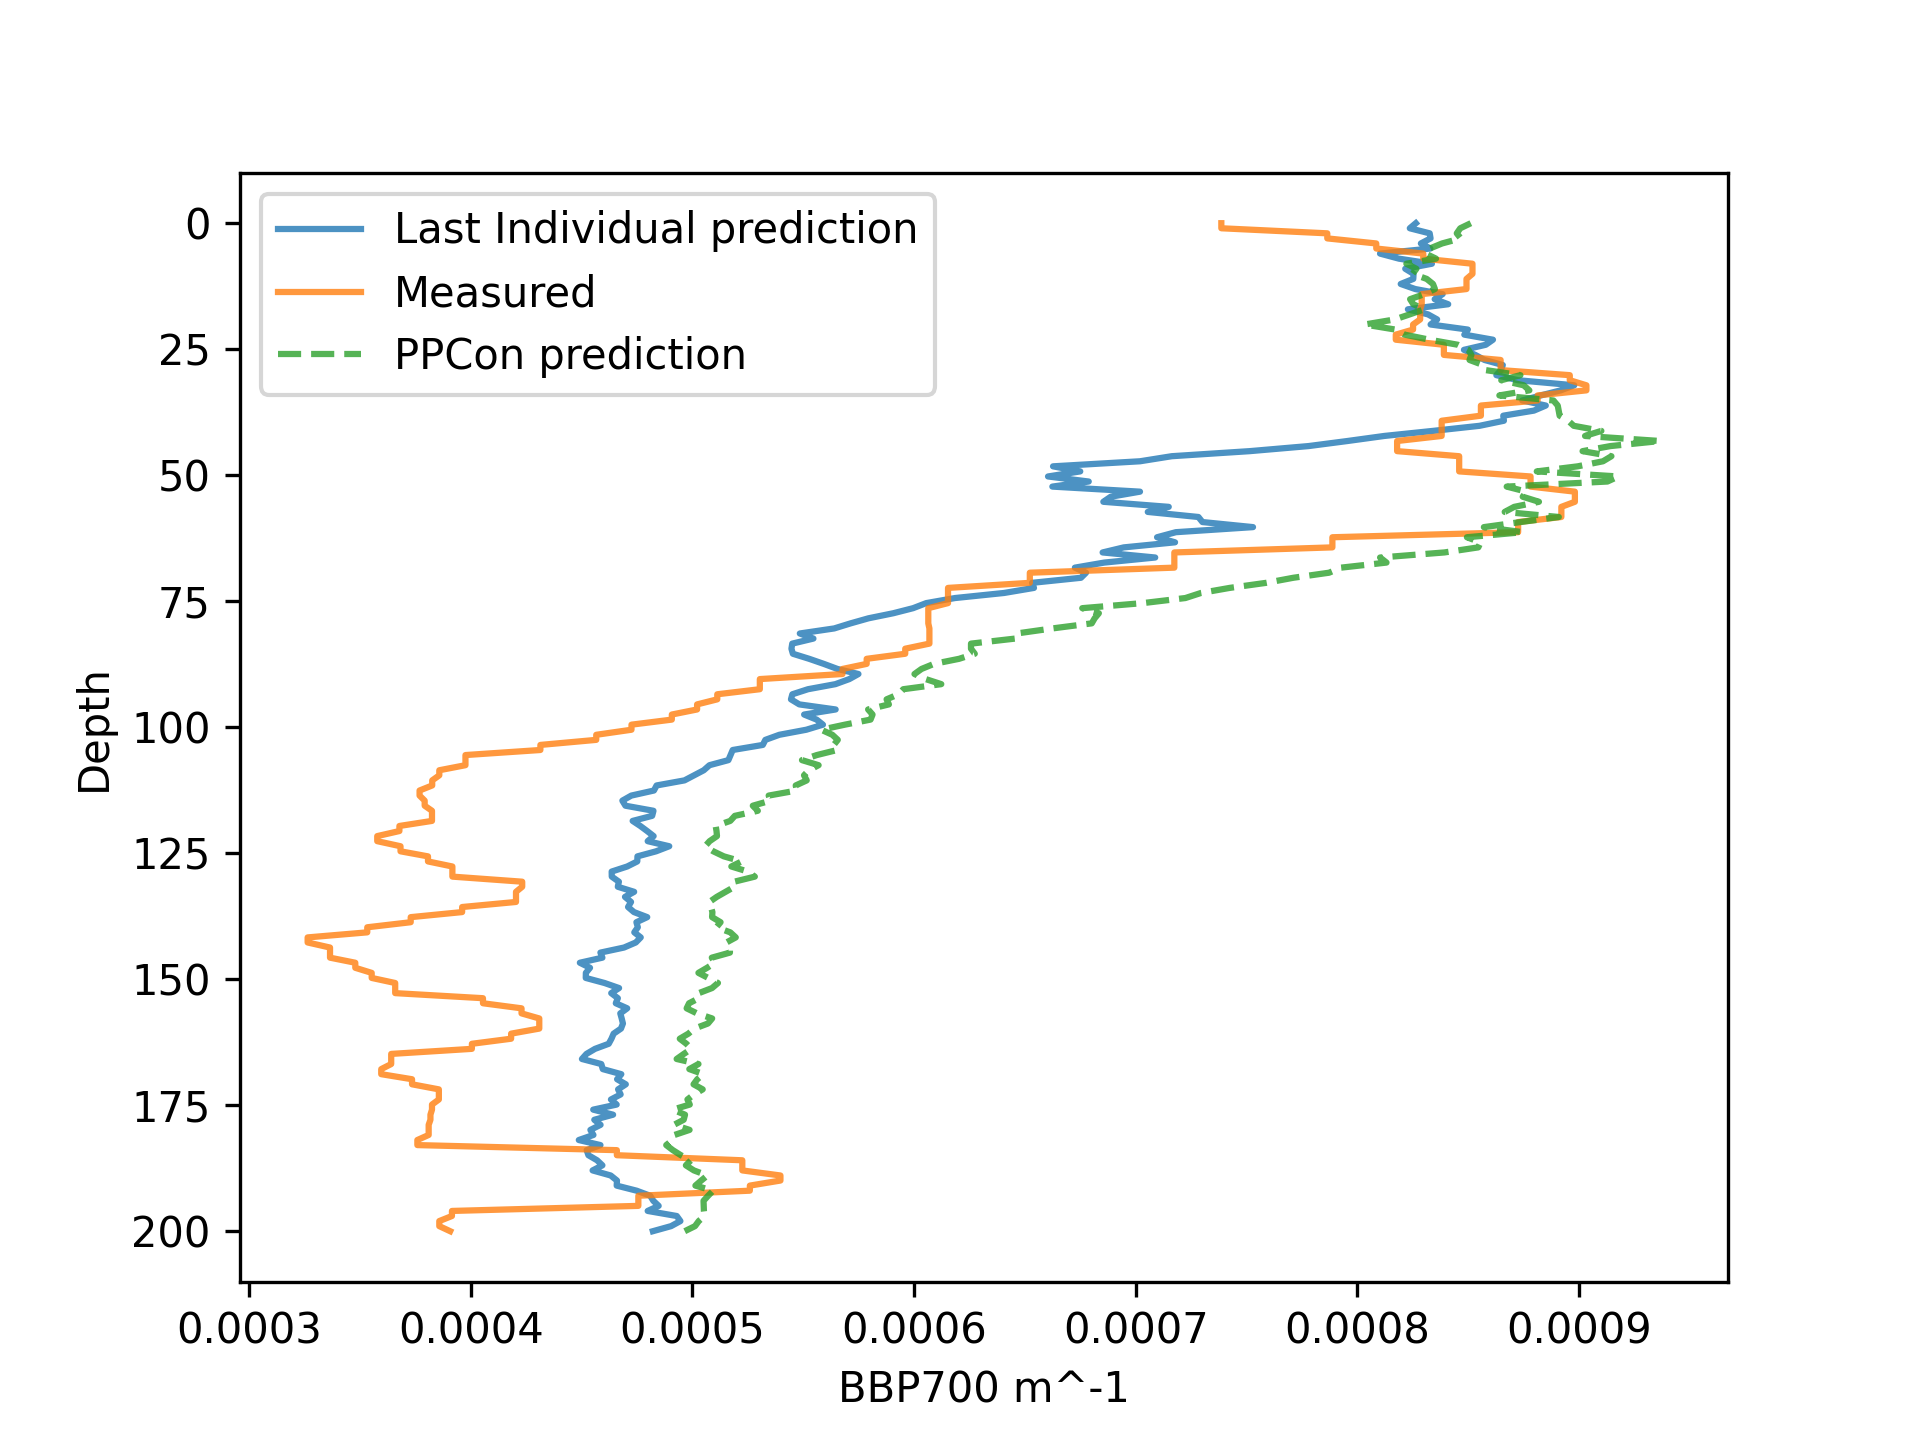 Last Individual prediction
Measured
PPCon prediction
0
25
50
75
100
125
150
175
200
Depth
0.0003 0.0004 0.0005 0.0006 0.0007 0.0008 0.0009
BBP700 m^-1